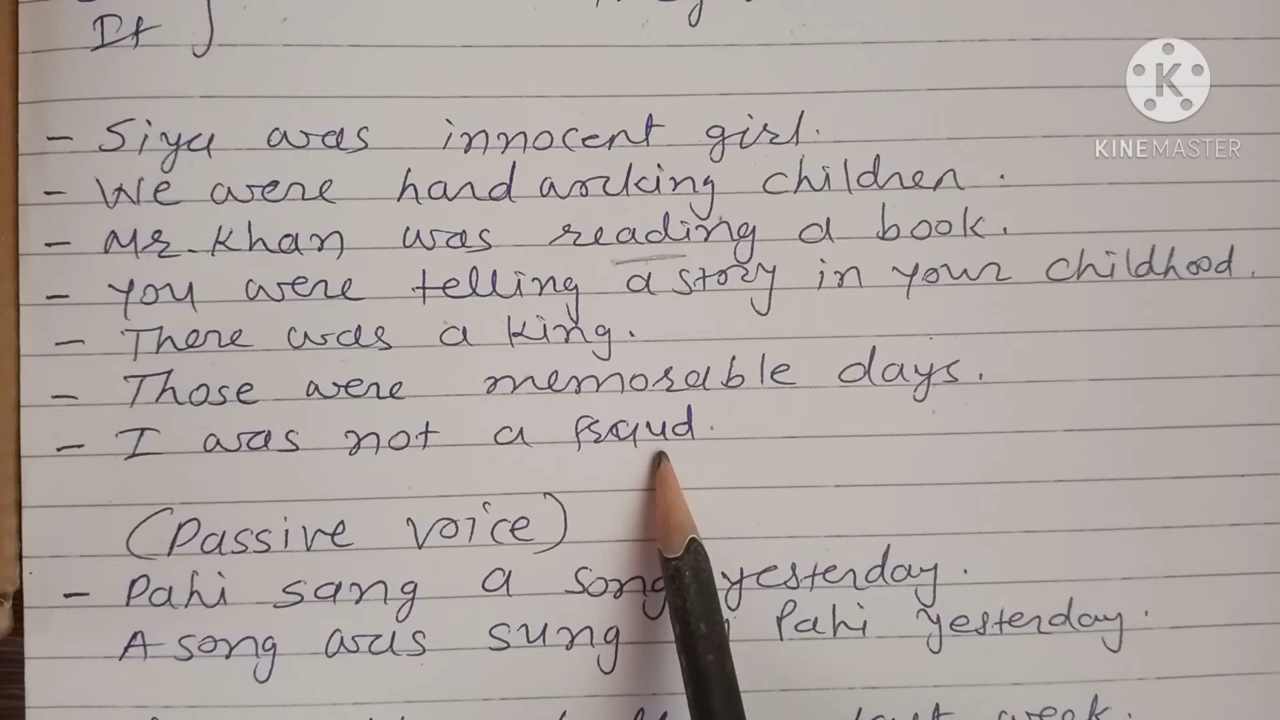 It }
- Siya was innocent girl.
- We were hard working children.
- Mr. Khan was reading a book.
- You were telling a story in your childhood.
- There was a king.
- Those were memorable days.
- I was not a fraud.
(Passive voice)
- Pahi sang a song yesterday.
A song was sung Pahi yesterday.
last week.
K
KINEMASTER